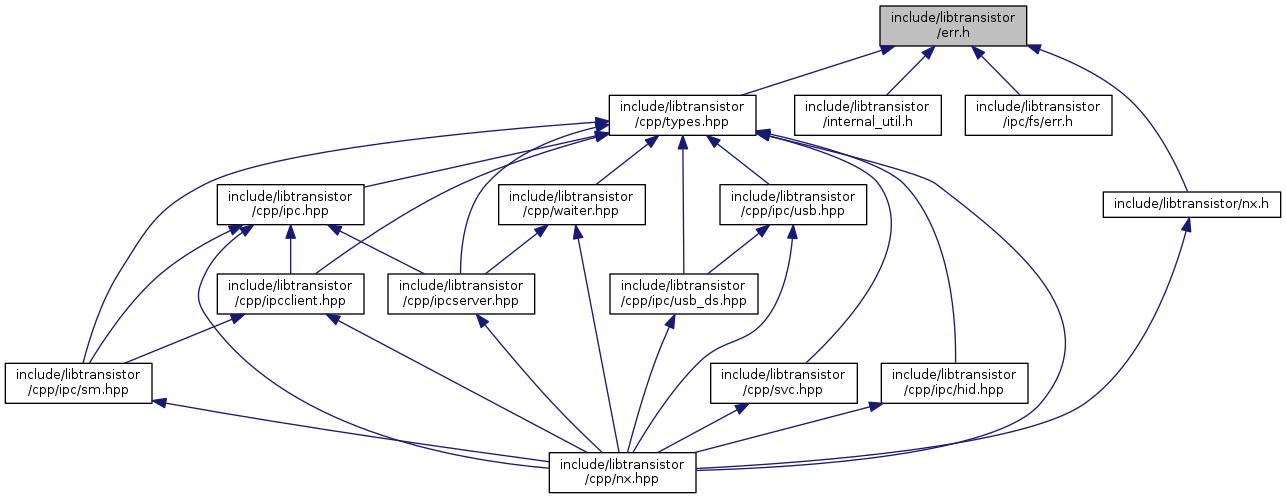 include/libtransistor
/err.h
include/libtransistor
/cpp/types.hpp
include/libtransistor
/internal_util.h
include/libtransistor
/ipc/fs/err.h
include/libtransistor
/cpp/ipc.hpp
include/libtransistor
/cpp/waiter.hpp
include/libtransistor
/cpp/ipc/usb.hpp
include/libtransistor/nx.h
include/libtransistor
/cpp/ipcclient.hpp
include/libtransistor
/cpp/ipcserver.hpp
include/libtransistor
/cpp/ipc/usb_ds.hpp
include/libtransistor
/cpp/ipc/sm.hpp
include/libtransistor
/cpp/svc.hpp
include/libtransistor
/cpp/ipc/hid.hpp
include/libtransistor
/cpp/nx.hpp